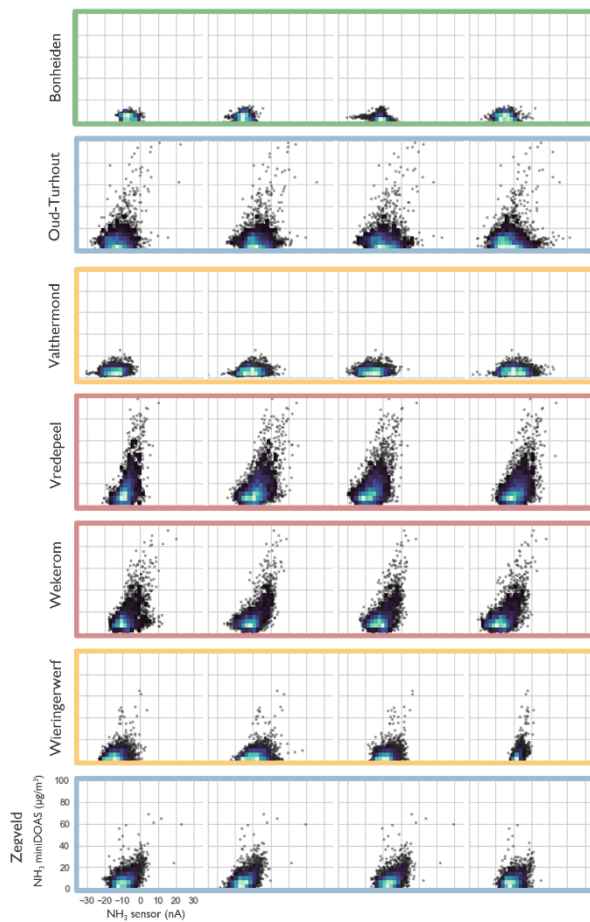 Bonheiden
Oud-Turhout
Valthermond
Vredepeel
Wekerom
Wieringerwerf
Zegveld
NH₃ miniDOAS (μg/m³)
100
80
60
40
20
0
−30 −20 −10 0 10 20 30
NH₃ sensor (nA)